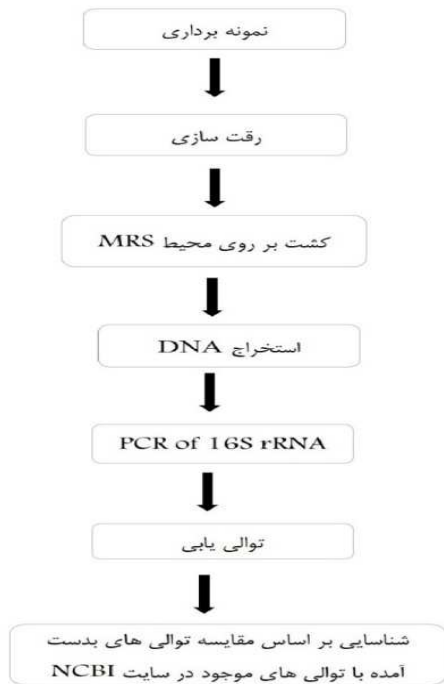 نمونه برداری
رقت سازی
کشت بر روی محیط MRS
استخراج DNA
PCR of 16S rRNA
توالی یابی
شناسایی بر اساس مقایسه توالی های بدست
آمده با توالی های موجود در سایت NCBI